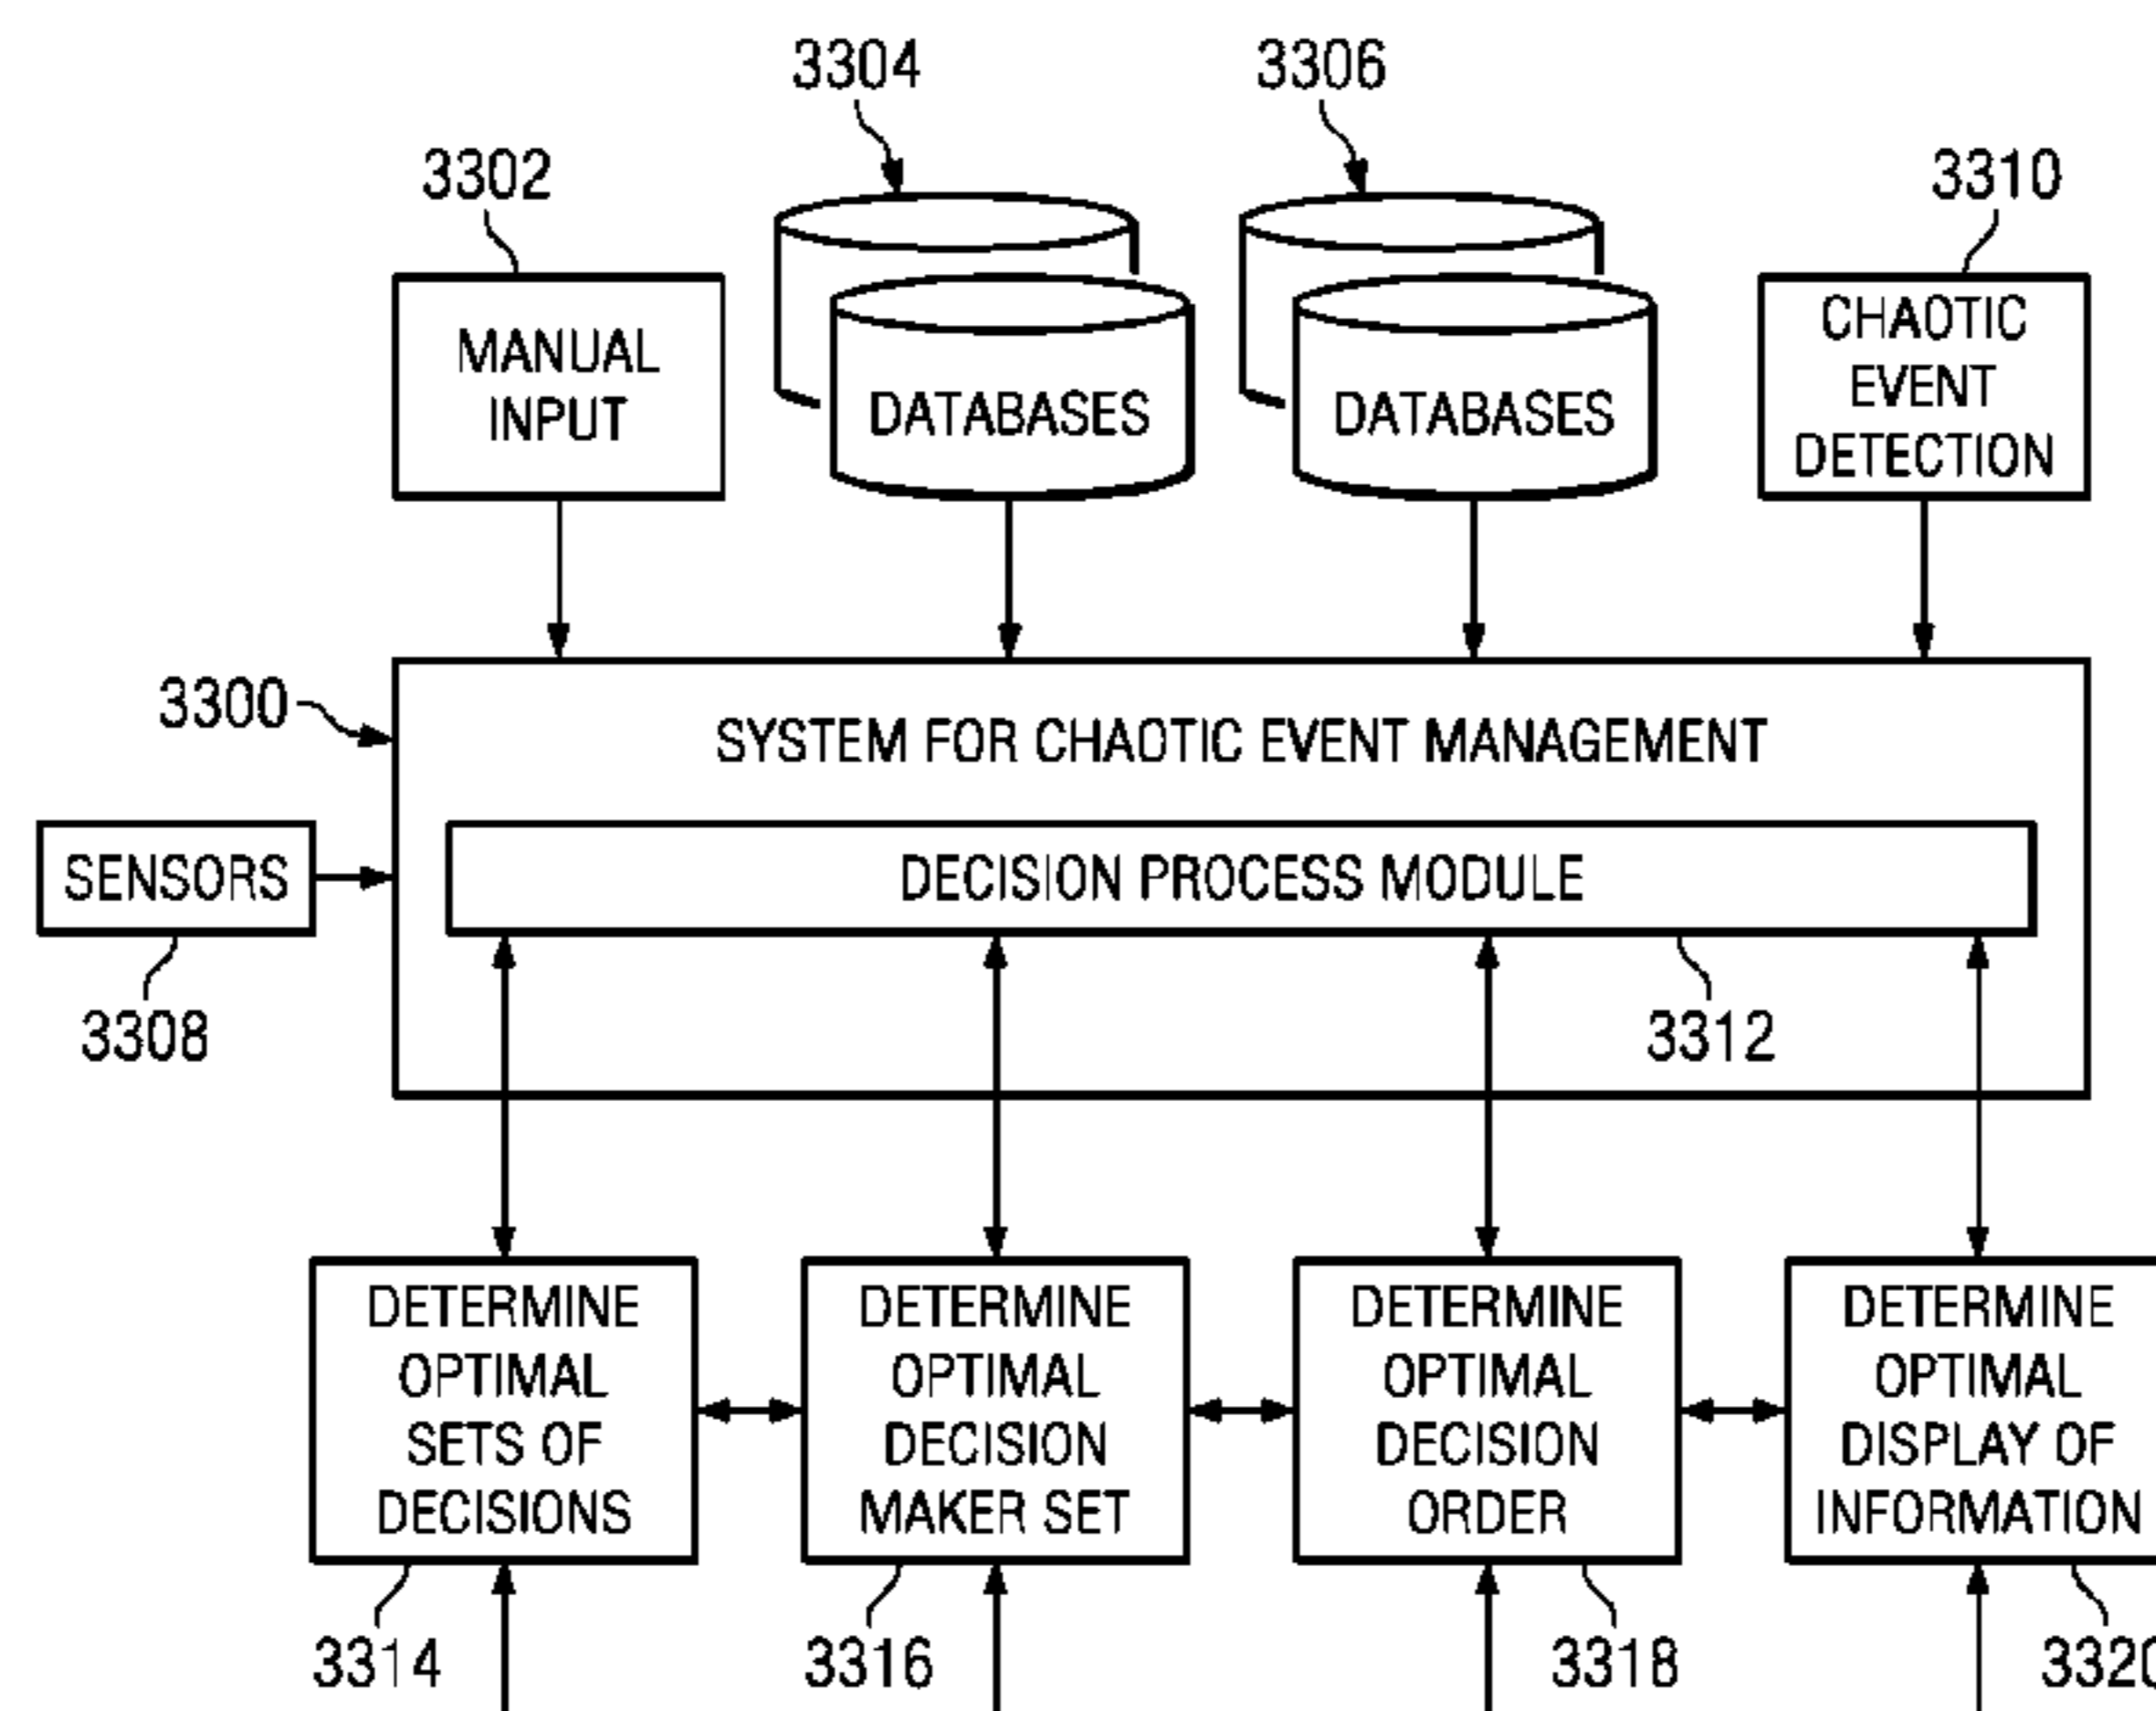 3304
3306
3302
3310
MANUAL
INPUT
DATABASES
DATABASES
CHAOTIC
EVENT
DETECTION
3300
SYSTEM FOR CHAOTIC EVENT MANAGEMENT
SENSORS
DECISION PROCESS MODULE
3308
3312
DETERMINE
OPTIMAL
SETS OF
DECISIONS
DETERMINE
OPTIMAL
DECISION
MAKER SET
DETERMINE
OPTIMAL
DECISION
ORDER
DETERMINE
OPTIMAL
DISPLAY OF
INFORMATION
3314
3316
3318
3320